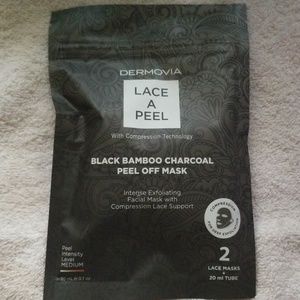 DERMOVIA
LACE
A
PEEL
With Compression Technology
BLACK BAMBOO CHARCOAL
PEEL OFF MASK
Intense Exfoliating
Facial Mask with
Compression Lace Support
Peel
Intensity
Level
MEDIUM
COMPRESSION
2
LACE MASKS
+
20 ml TUBE